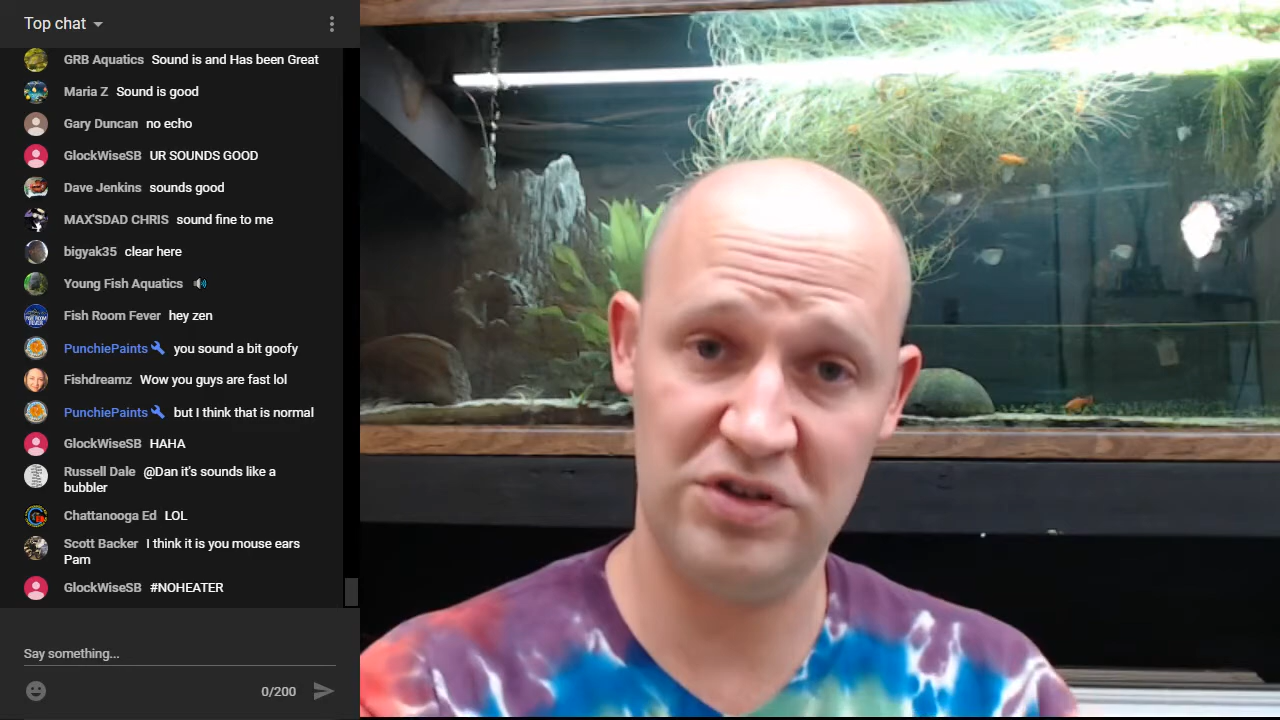 Top chat
GRB Aquatics Sound is and Has been Great
Maria Z Sound is good
Gary Duncan no echo
GlockWiseSB UR SOUNDS GOOD
Dave Jenkins sounds good
MAX'SDAD CHRIS sound fine to me
bigyak35 clear here
Young Fish Aquatics
Fish Room Fever hey zen
PunchiePaints you sound a bit goofy
Fishdreamz Wow you guys are fast lol
PunchiePaints but I think that is normal
GlockWiseSB HAHA
Russell Dale @Dan it's sounds like a
bubbler
Chattanooga Ed LOL
Scott Backer I think it is you mouse ears
Pam
GlockWiseSB #NOHEATER
Say something...
0/200